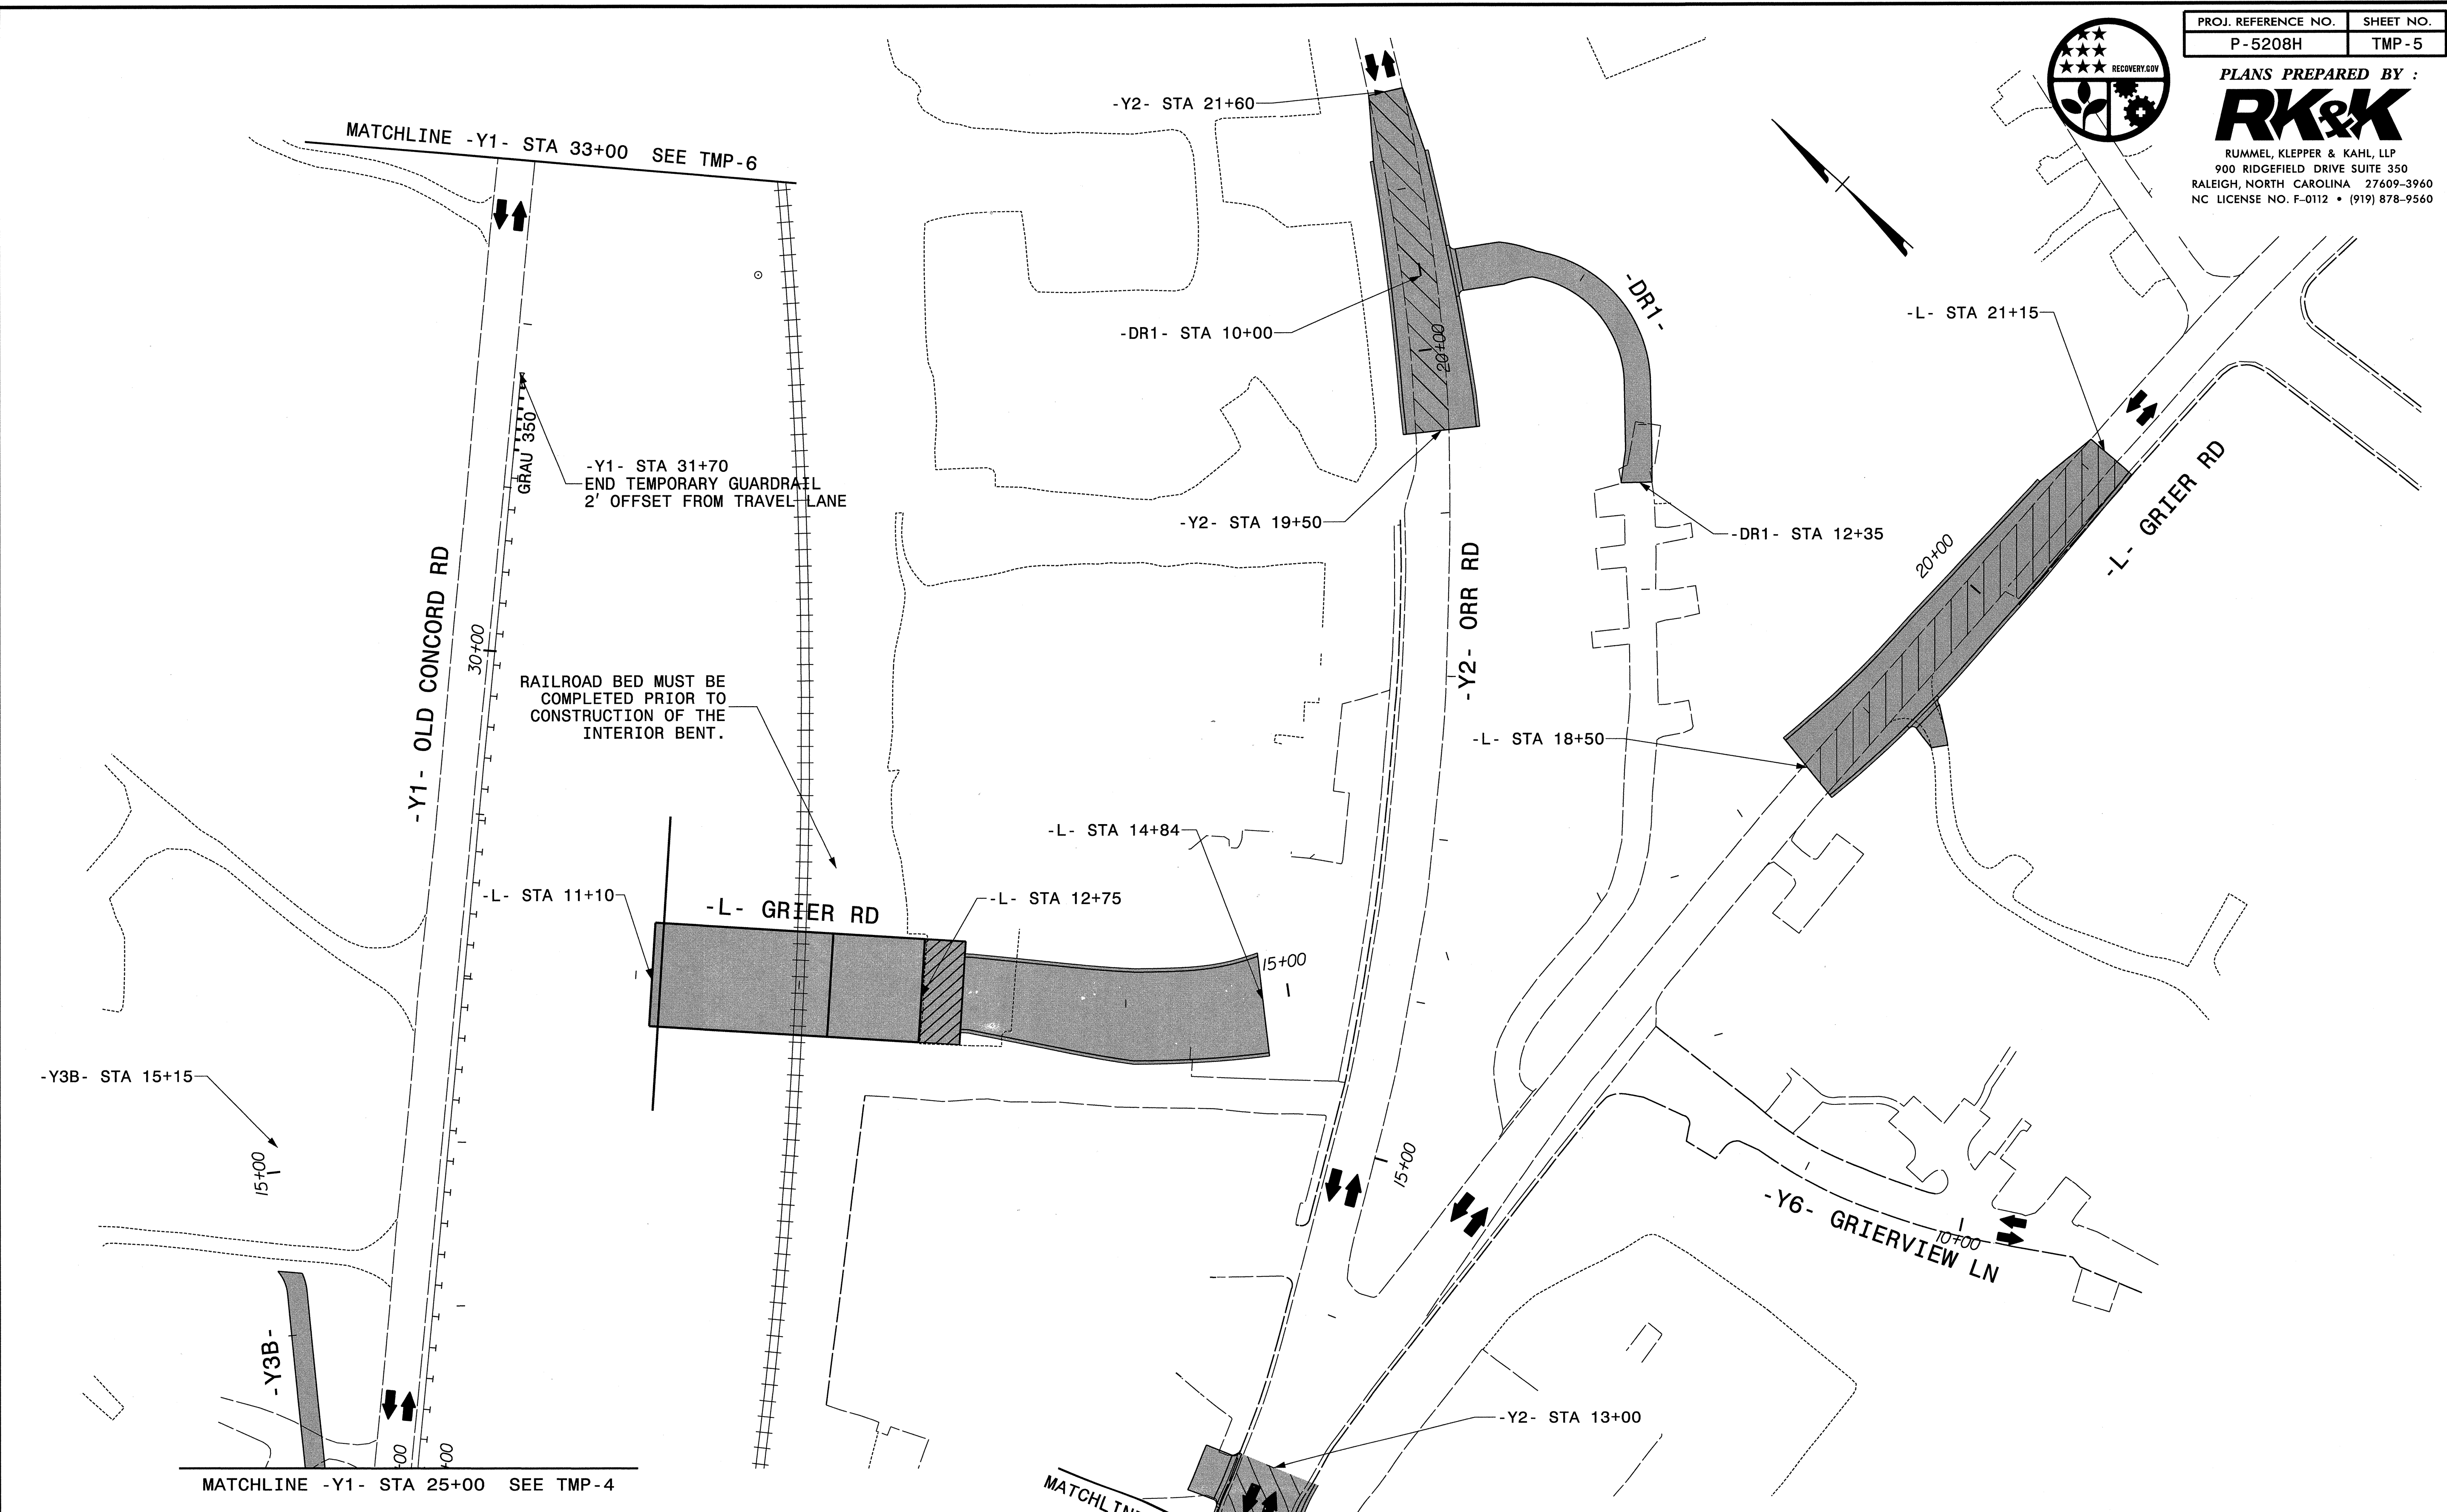 PROJ. REFERENCE NO. SHEET NO.
P-5208H TMP-5
RECOVERY.GOV
PLANS PREPARED BY :
RK&K
RUMMEL, KLEPPER & KAHL, LLP
900 RIDGEFIELD DRIVE SUITE 350
RALEIGH, NORTH CAROLINA 27609-3960
NC LICENSE NO. F-0112 • (919) 878-9560
MATCHLINE -Y1- STA 33+00 SEE TMP-6
-Y2- STA 21+60
-DR1- STA 10+00
-DR1-
20+00
-L- STA 21+15
GRAU 350
-Y1- STA 31+70
END TEMPORARY GUARDRAIL
2' OFFSET FROM TRAVEL LANE
-Y2- STA 19+50
-DR1- STA 12+35
-L- GRIER RD
20+00
-Y1- OLD CONCORD RD
30+00
-Y2- ORR RD
RAILROAD BED MUST BE
COMPLETED PRIOR TO
CONSTRUCTION OF THE
INTERIOR BENT.
-L- STA 18+50
-L- STA 14+84
-L- STA 11+10
-L- GRIER RD
-L- STA 12+75
15+00
-Y3B- STA 15+15
15+00
15+00
-Y6- GRIERVIEW LN
10+00
-Y3B-
-Y2- STA 13+00
00
00
MATCHLINE -Y1- STA 25+00 SEE TMP-4
MATCHLINE